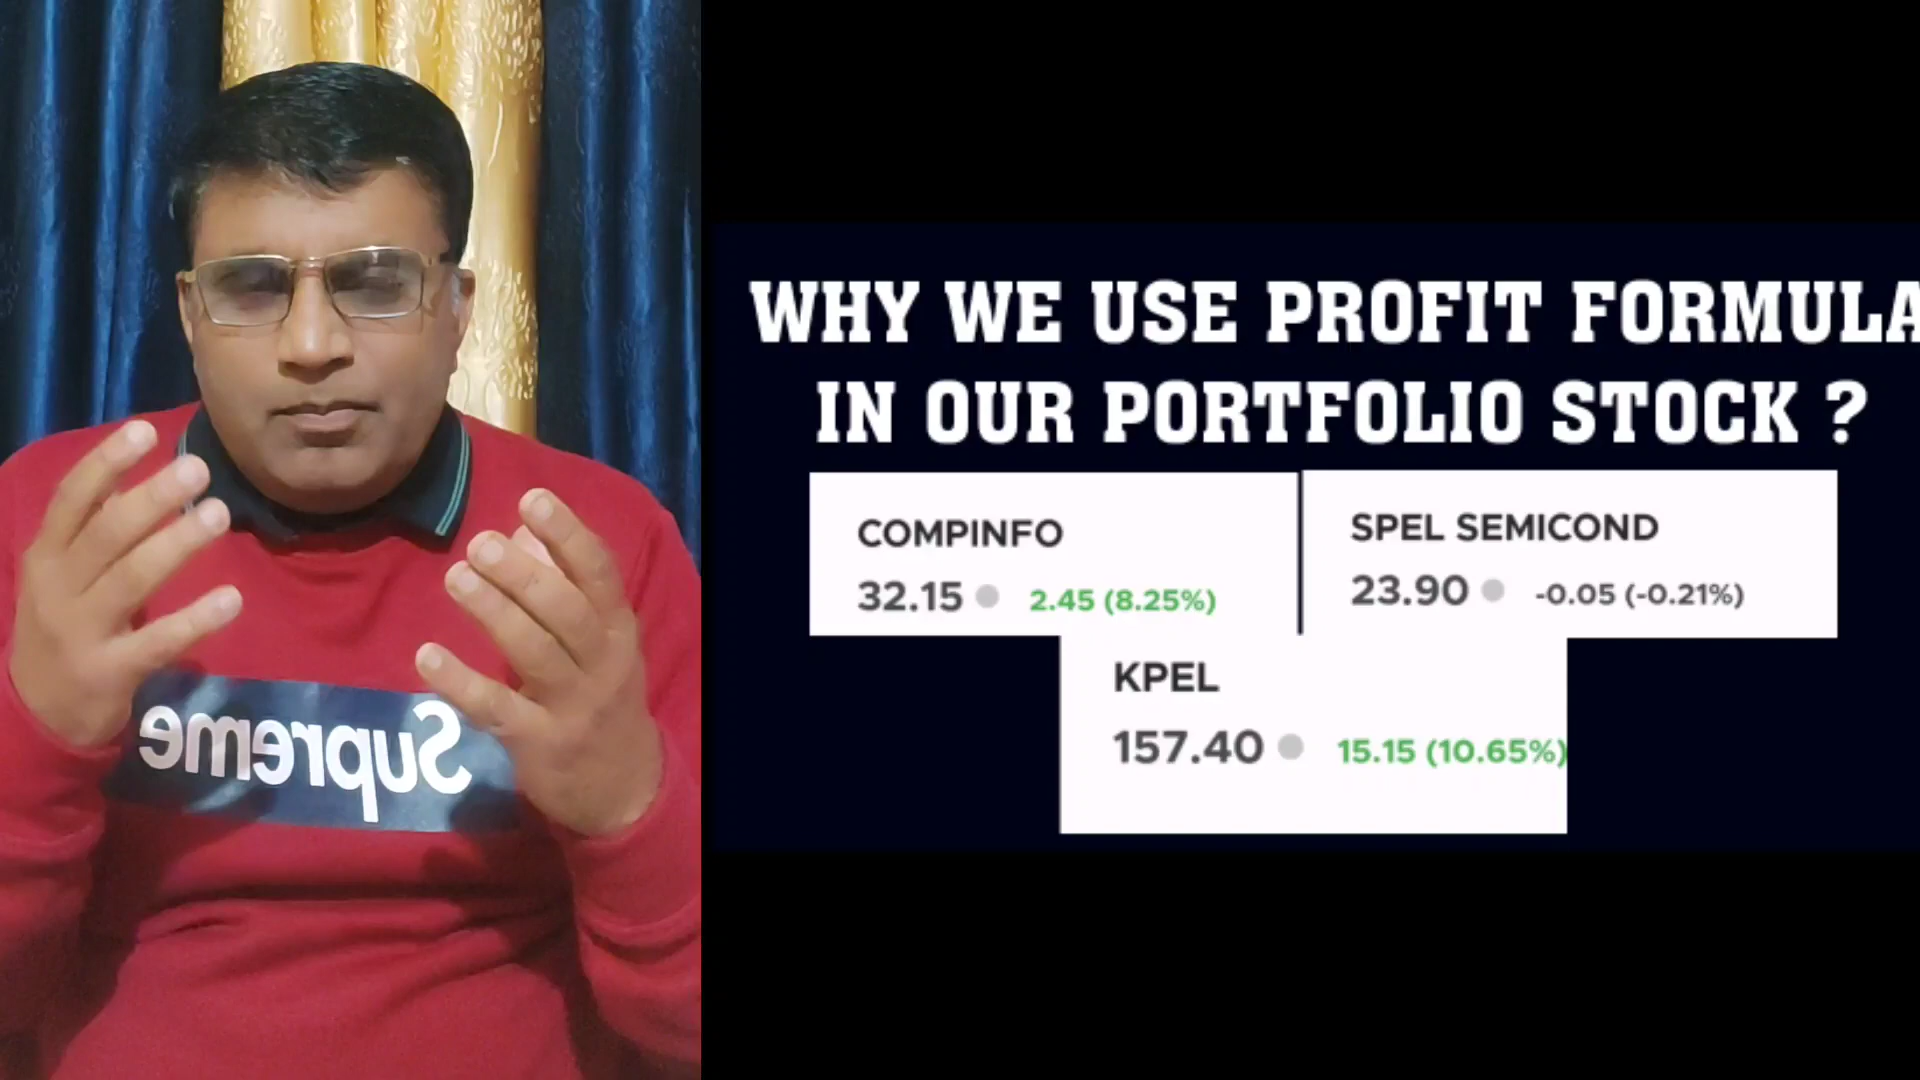 WHY WE USE PROFIT FORMULA
IN OUR PORTFOLIO STOCK ?
COMPINFO
32.15 2.45 (8.25%)
SPEL SEMICOND
23.90 -0.05 (-0.21%)
KPEL
157.40 15.15 (10.65%)
Supreme